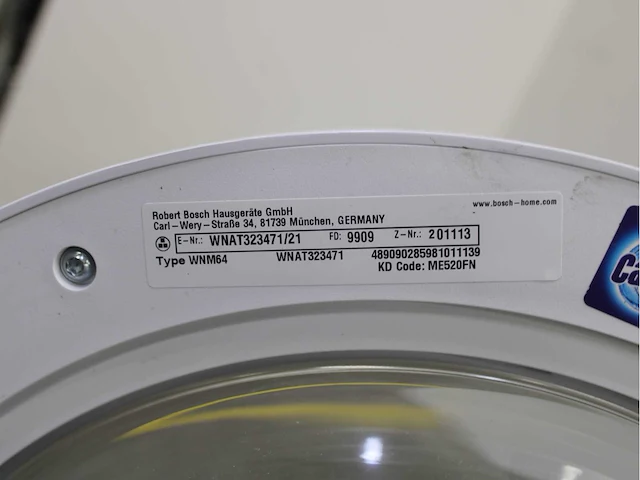 Robert Bosch Hausgeräte GmbH
www.bosch-home.com
Carl-Wery-Straße 34, 81739 München, GERMANY
E-Nr.: WNAT323471/21 FD: 9909 Z-Nr.: 201113
Type WNM64 WNAT323471 489090285981011139
KD Code: ME520FN